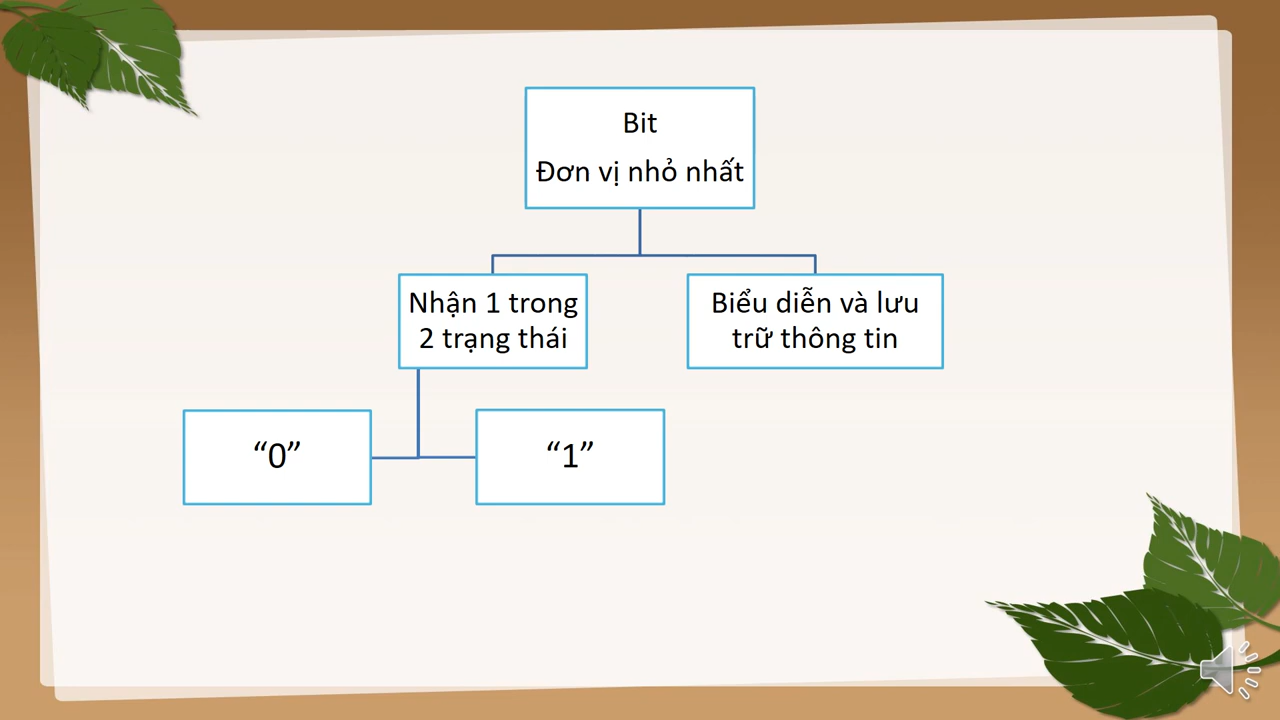 Bit
Đơn vị nhỏ nhất
Nhận 1 trong
2 trạng thái
Biểu diễn và lưu
trữ thông tin
“0”
“1”